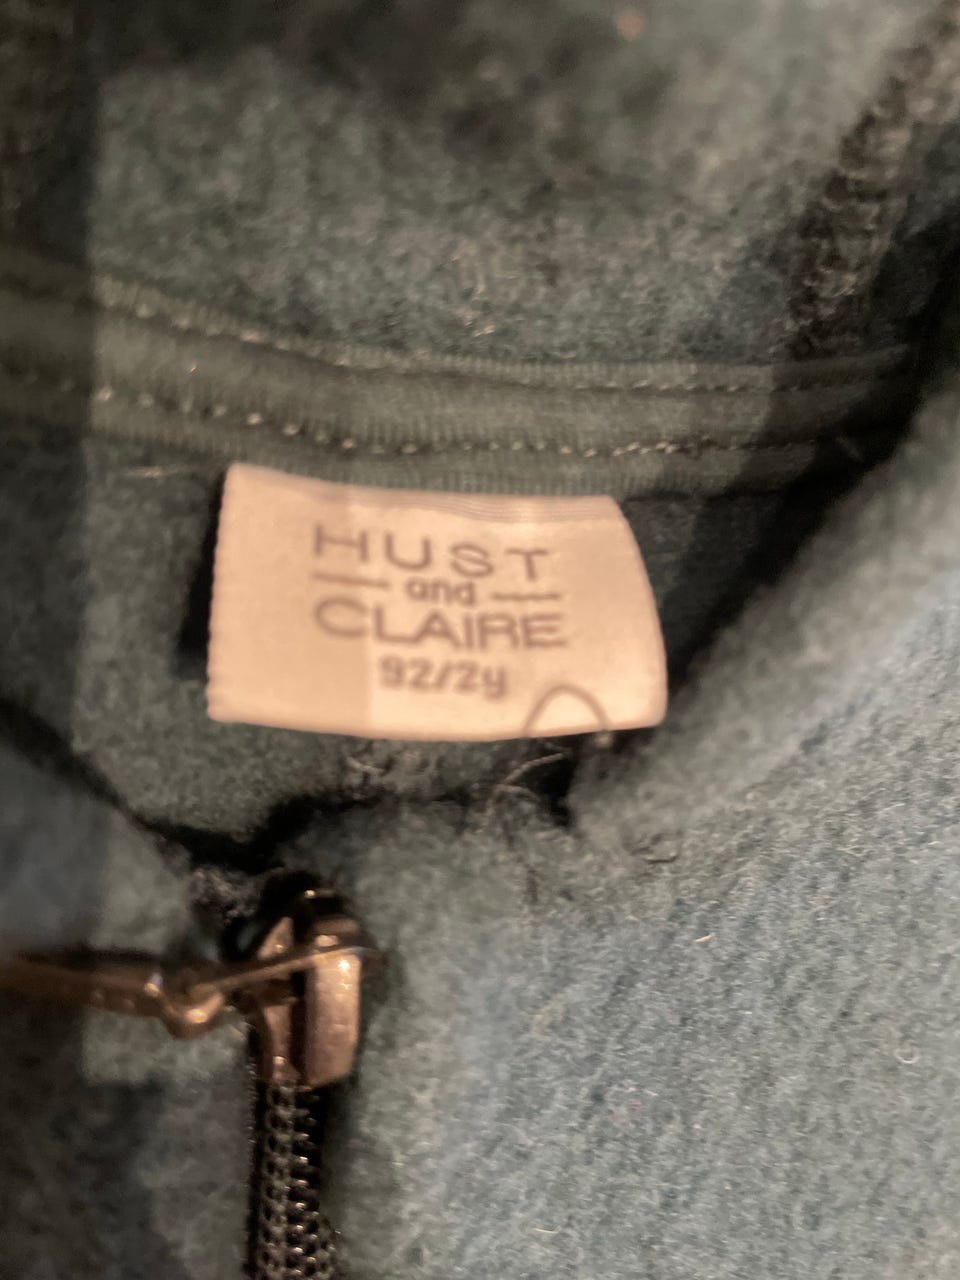 HUST
and
CLAIRE
92/2y